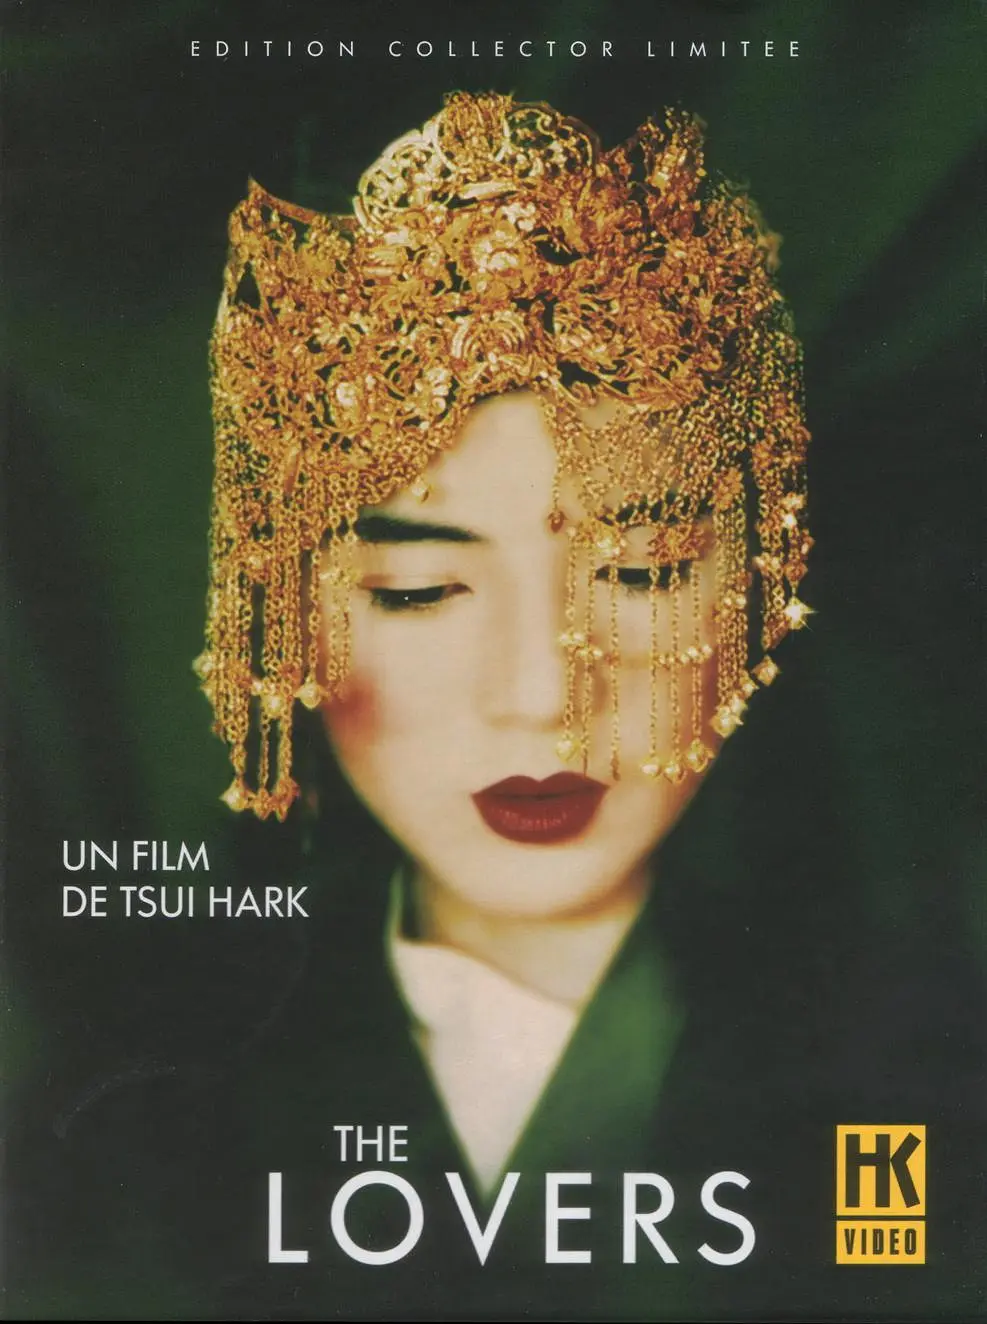 EDITION COLLECTOR LIMITEE
UN FILM
DE TSUI HARK
THE
LOVERS
HK
VIDEO